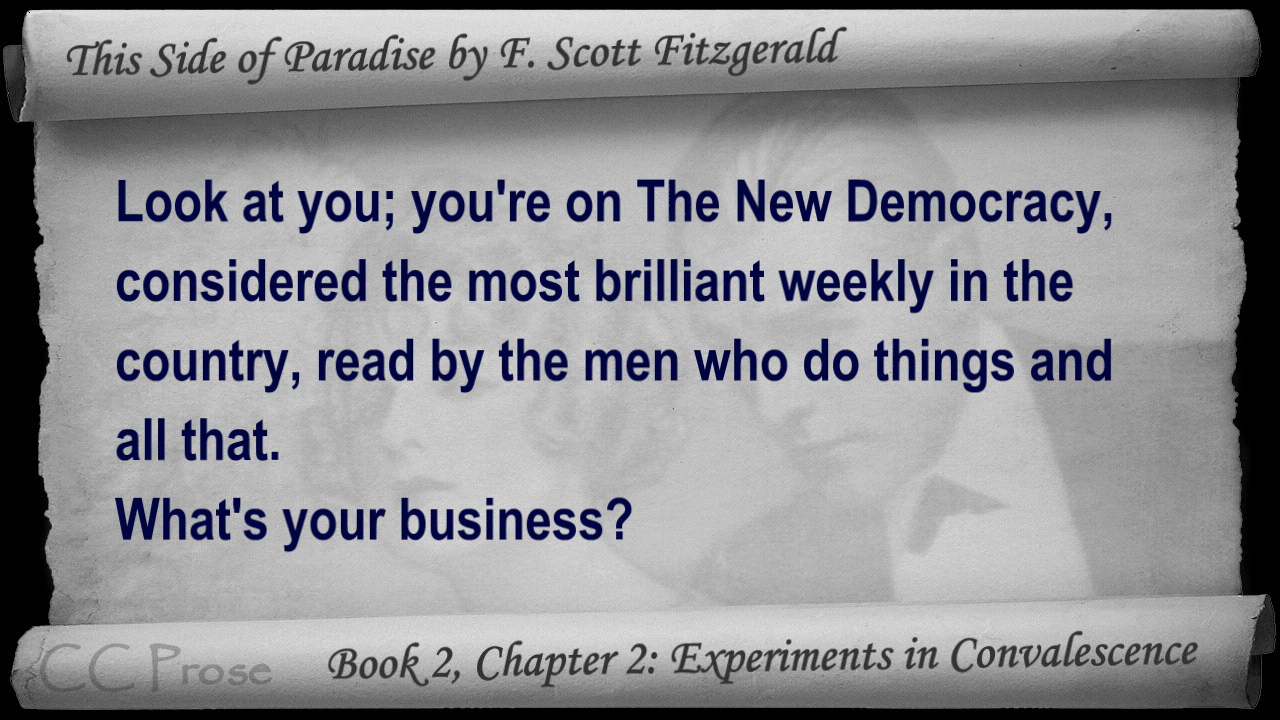 This Side of Paradise by F. Scott Fitzgerald
Look at you; you're on The New Democracy,
considered the most brilliant weekly in the
country, read by the men who do things and
all that.
What's your business?
CC Prose
Book 2, Chapter 2: Experiments in Convalescence